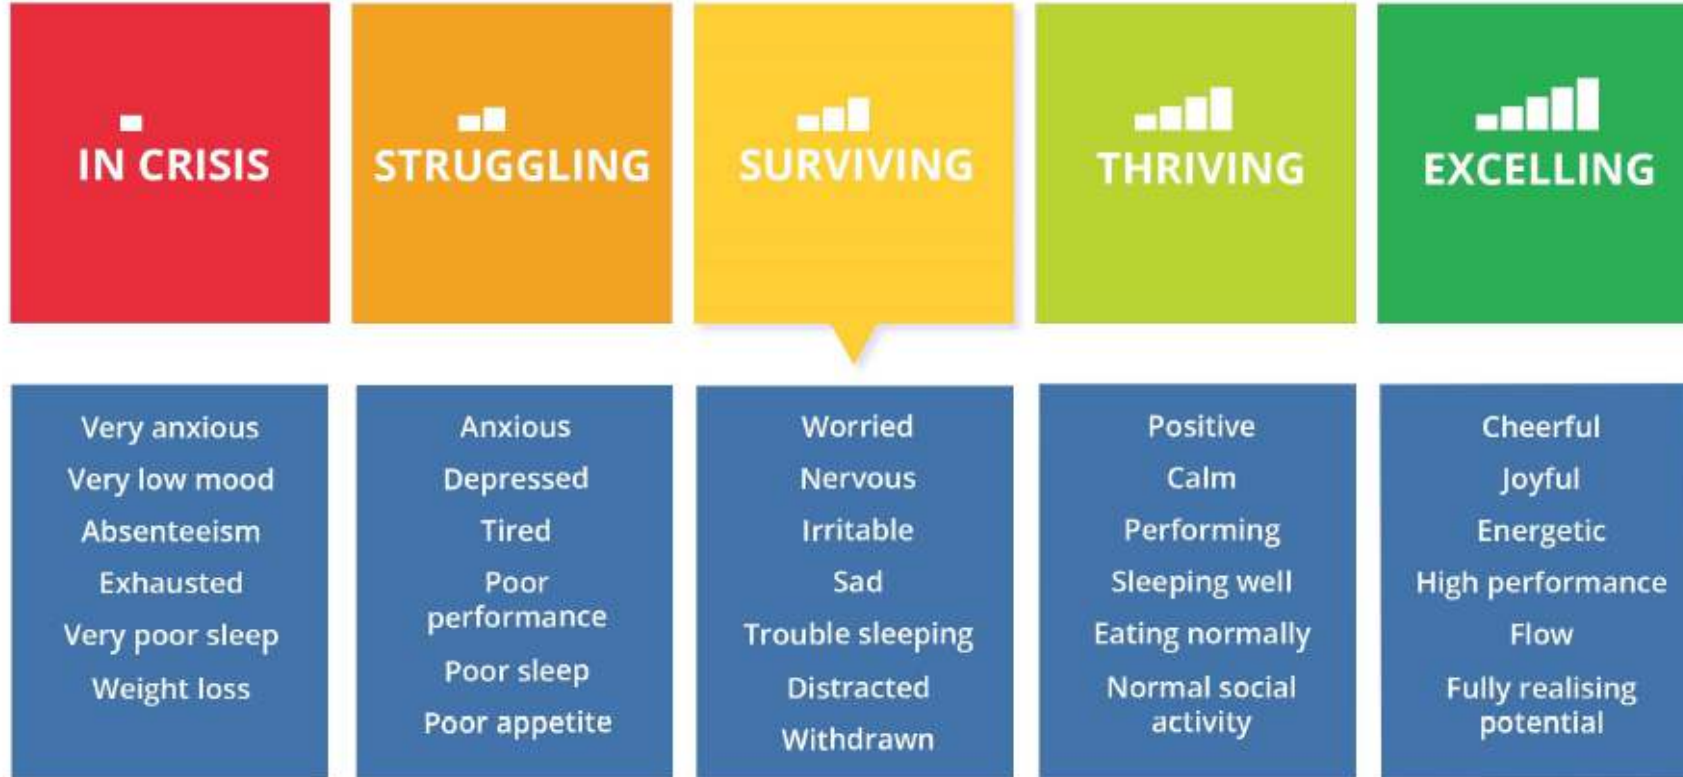 IN CRISIS
STRUGGLING
SURVIVING
THRIVING
EXCELLING
Very anxious
Very low mood
Absenteeism
Exhausted
Very poor sleep
Weight loss
Anxious
Depressed
Tired
Poor
performance
Poor sleep
Poor appetite
Worried
Nervous
Irritable
Sad
Trouble sleeping
Distracted
Withdrawn
Positive
Calm
Performing
Sleeping well
Eating normally
Normal social
activity
Cheerful
Joyful
Energetic
High performance
Flow
Fully realising
potential